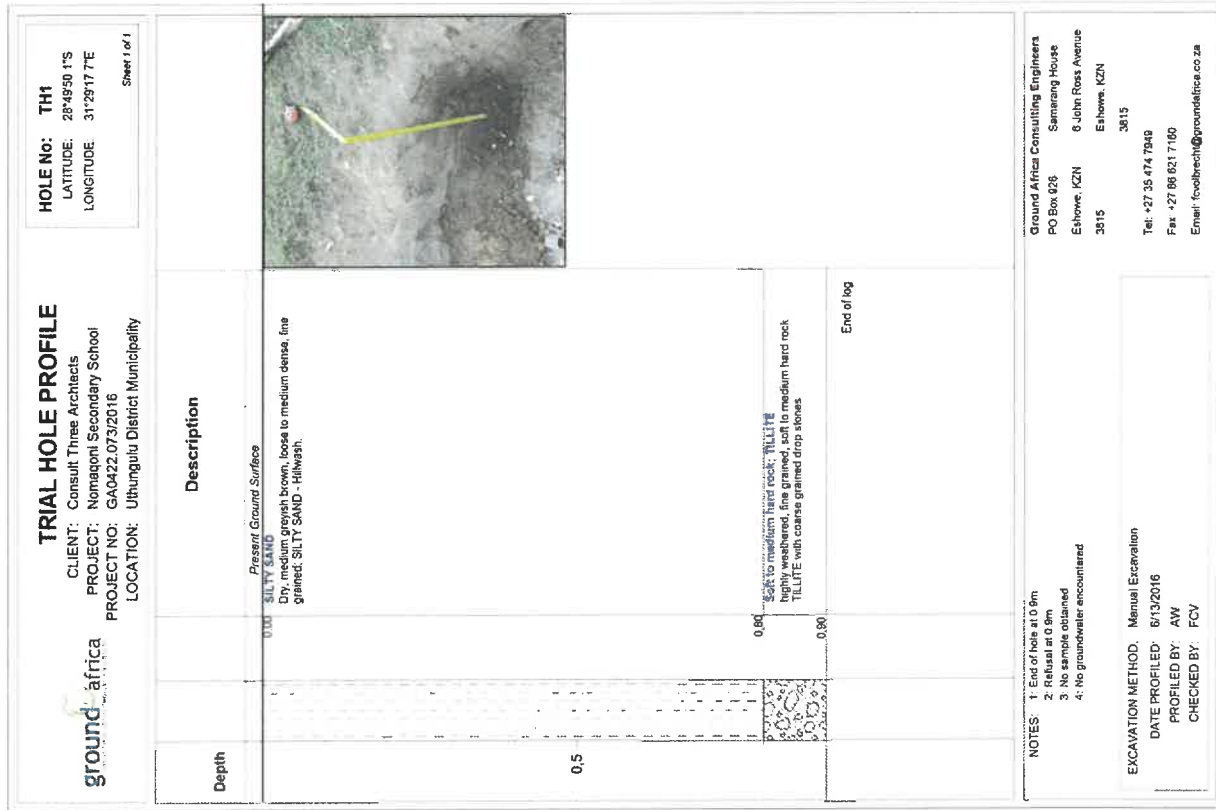 ground africa
TRIAL HOLE PROFILE
CLIENT: Consult Three Architects
PROJECT: Nomaqoni Secondary School
PROJECT NO: GA0422.073/2016
LOCATION: Uthungulu District Municipality
HOLE No: TH1
LATITUDE: 28°49'50 1"S
LONGITUDE: 31°29'17 7"E
Sheet 1 of 1
Depth
Description
Present Ground Surface
0.00 SILTY SAND
Dry, medium greyish brown, loose to medium dense, fine
grained: SILTY SAND - Hillwash.
0,5
0,80
Soft to medium hard rock; TILLITE
highly weathered, fine grained, soft to medium hard rock
TILLITE with coarse grained drop stones
0,90
End of log
NOTES: 1: End of hole at 0 9m
2: Refusal at 0 9m
3 No sample obtained
4: No groundwater encountered
EXCAVATION METHOD. Manual Excavation
DATE PROFILED: 6/13/2016
PROFILED BY: AW
CHECKED BY: FCV
Ground Africa Consulting Engineers
PO Box 926 Samarang House
Eshowe, KZN 6 John Ross Avenue
3815 Eshowe, KZN
3815
Tel: +27 35 474 7949
Fax +27 86 621 7160
Email: fcvolbrecht@groundafrica.co.za